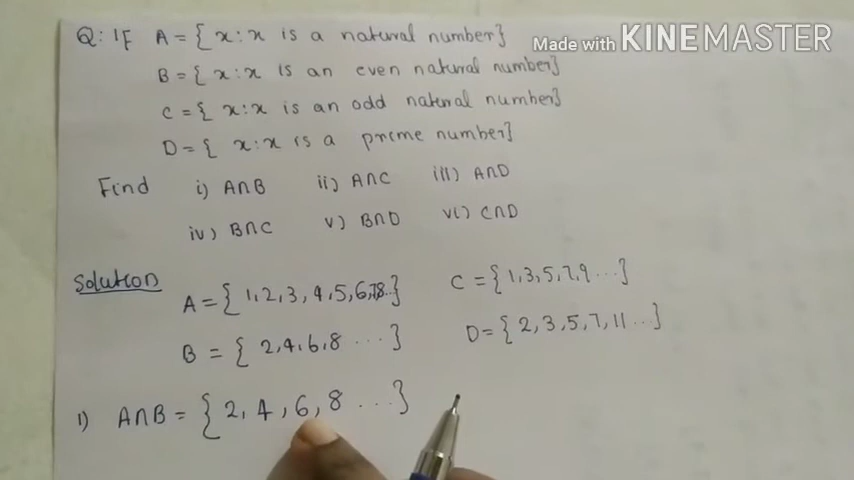 Made with KINEMASTER
Q: If A = { x : x is a natural number}
B = { x : x is an even natural number}
C = { x : x is an odd natural number}
D = { x : x is a prime number}
Find i) A∩B ii) A∩C iii) A∩D
iv) B∩C v) B∩D vi) C∩D
Solution
A = { 1, 2, 3, 4, 5, 6, 7, 8...} C = { 1, 3, 5, 7, 9 ...}
B = { 2, 4, 6, 8 ... } D = { 2, 3, 5, 7, 11 ...}
1) A∩B = { 2, 4, 6, 8 ... }